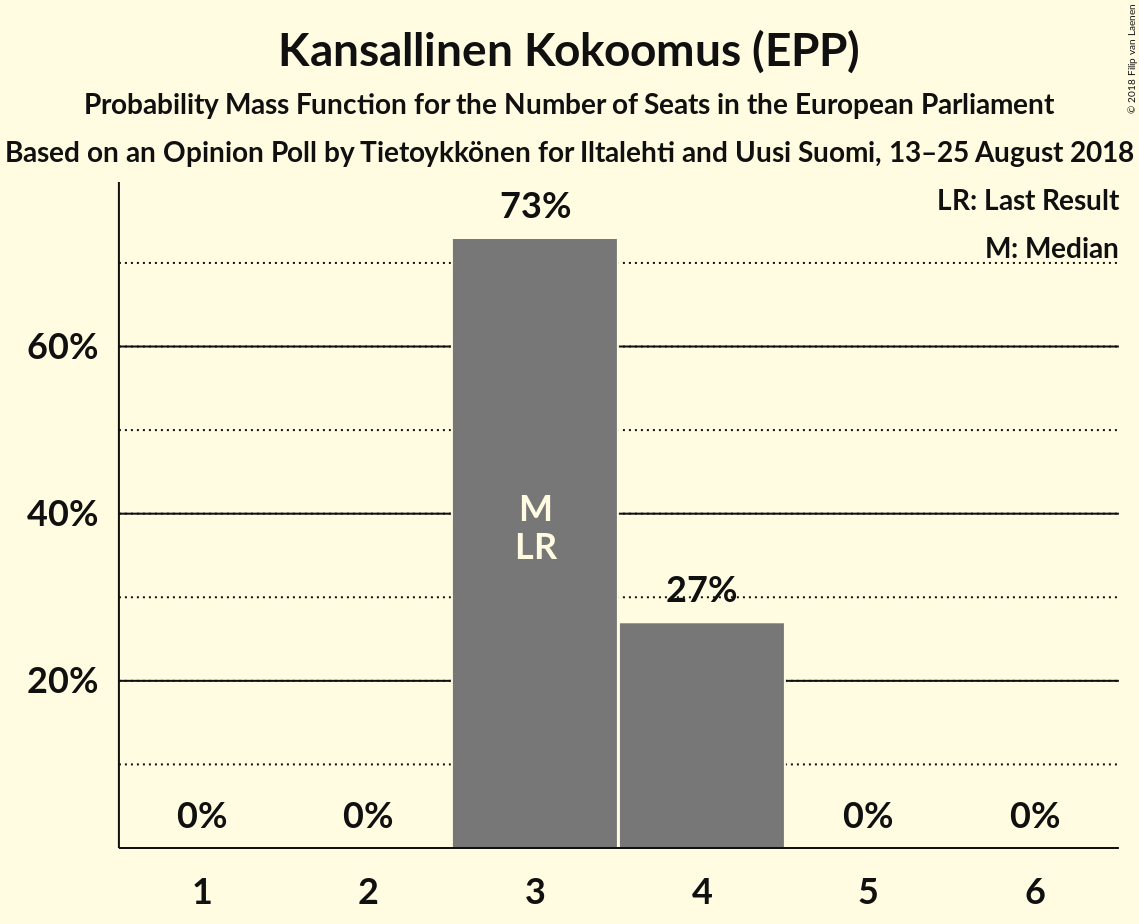 Kansallinen Kokoomus (EPP)
Probability Mass Function for the Number of Seats in the European Parliament
Based on an Opinion Poll by Tietoykkönen for Iltalehti and Uusi Suomi, 13–25 August 2018
© 2018 Filip van Laenen
LR: Last Result
M: Median
73%
60%
40%
20%
M
LR
27%
0%
0%
0%
0%
1
2
3
4
5
6